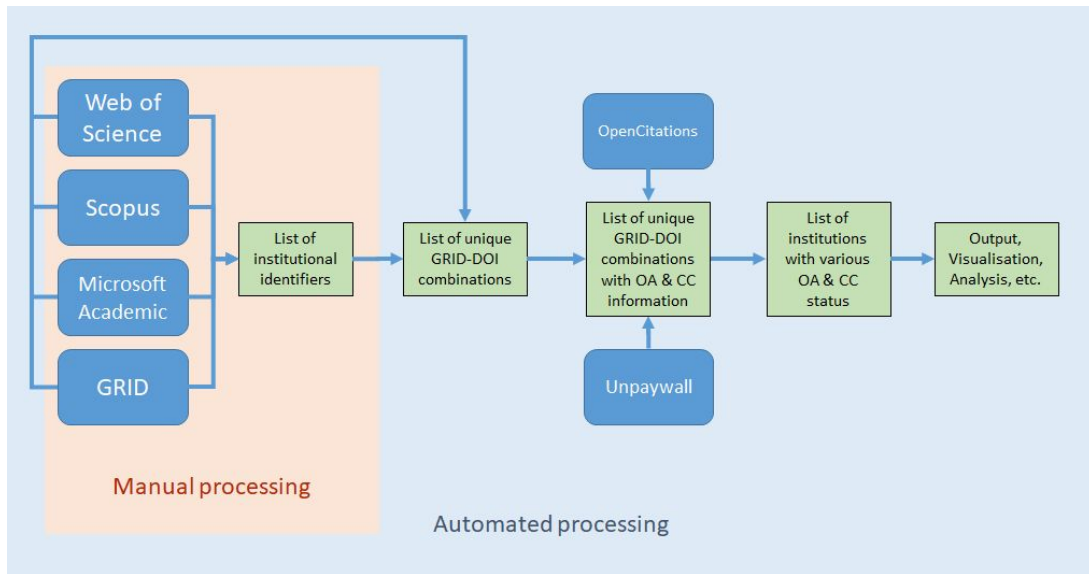 Web of
Science
Scopus
Microsoft
Academic
GRID
List of
institutional
identifiers
List of unique
GRID-DOI
combinations
OpenCitations
List of unique
GRID-DOI
combinations
with OA & CC
information
Unpaywall
List of
institutions
with various
OA & CC
status
Output,
Visualisation,
Analysis, etc.
Manual processing
Automated processing